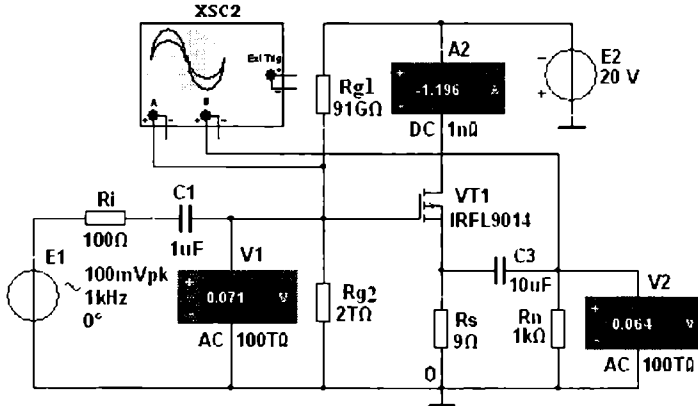 XSC2
Ext Trig
+
-
A
B
+
-
+
-
A2
+
-1.196
A
-
DC 1nΩ
-
+
E2
20 V
Rg1
91GΩ
VT1
IRFL9014
Ri
100Ω
C1
1uF
E1
~
100mVpk
1kHz
0°
V1
+
0.071
V
-
AC 100TΩ
Rg2
2TΩ
C3
10uF
Rs
9Ω
Rn
1kΩ
V2
+
0.064
V
-
AC 100TΩ
0